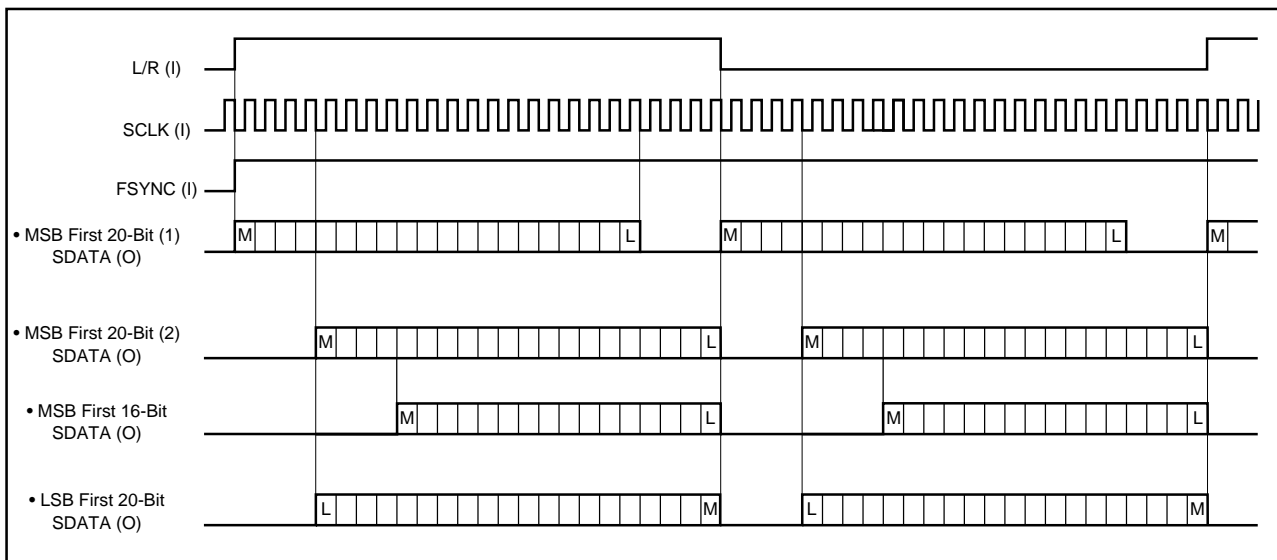 L/R (I)
SCLK (I)
FSYNC (I)
• MSB First 20-Bit (1)
SDATA (O)
M L M L M
• MSB First 20-Bit (2)
SDATA (O)
M L M L
• MSB First 16-Bit
SDATA (O)
M L M L
• LSB First 20-Bit
SDATA (O)
L M L M